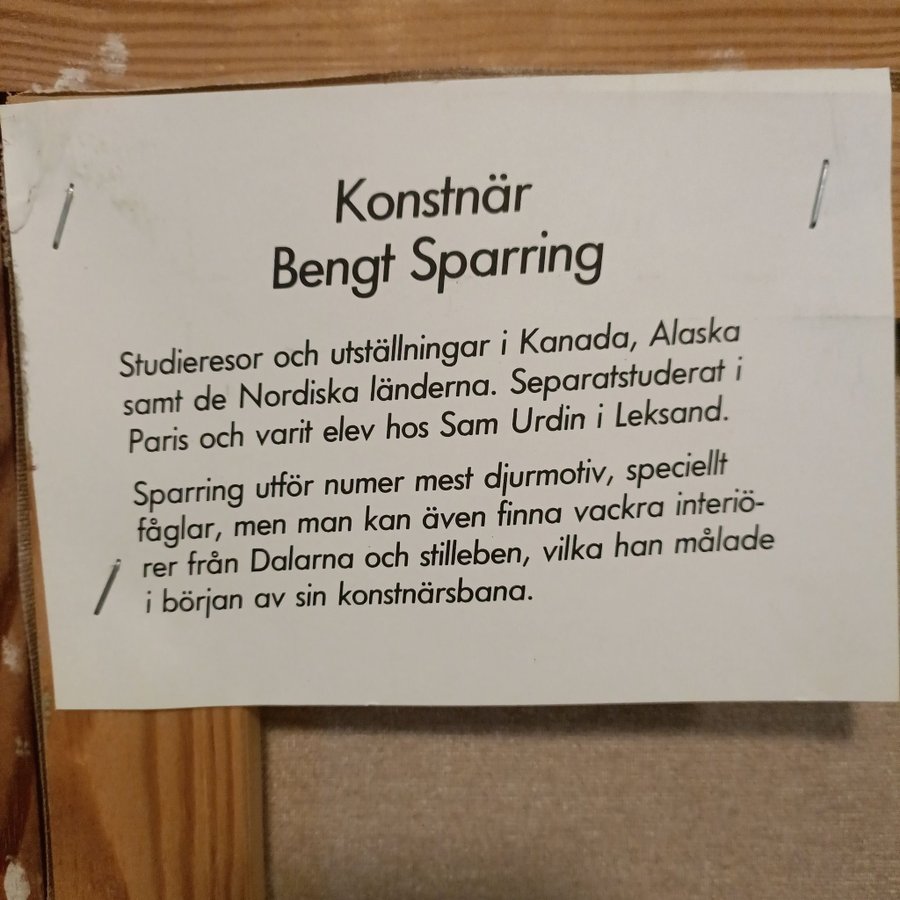 Konstnär
Bengt Sparring
Studieresor och utställningar i Kanada, Alaska
samt de Nordiska länderna. Separatstuderat i
Paris och varit elev hos Sam Urdin i Leksand.
Sparring utför numer mest djurmotiv, speciellt
fåglar, men man kan även finna vackra interiö-
rer från Dalarna och stilleben, vilka han målade
i början av sin konstnärsbana.